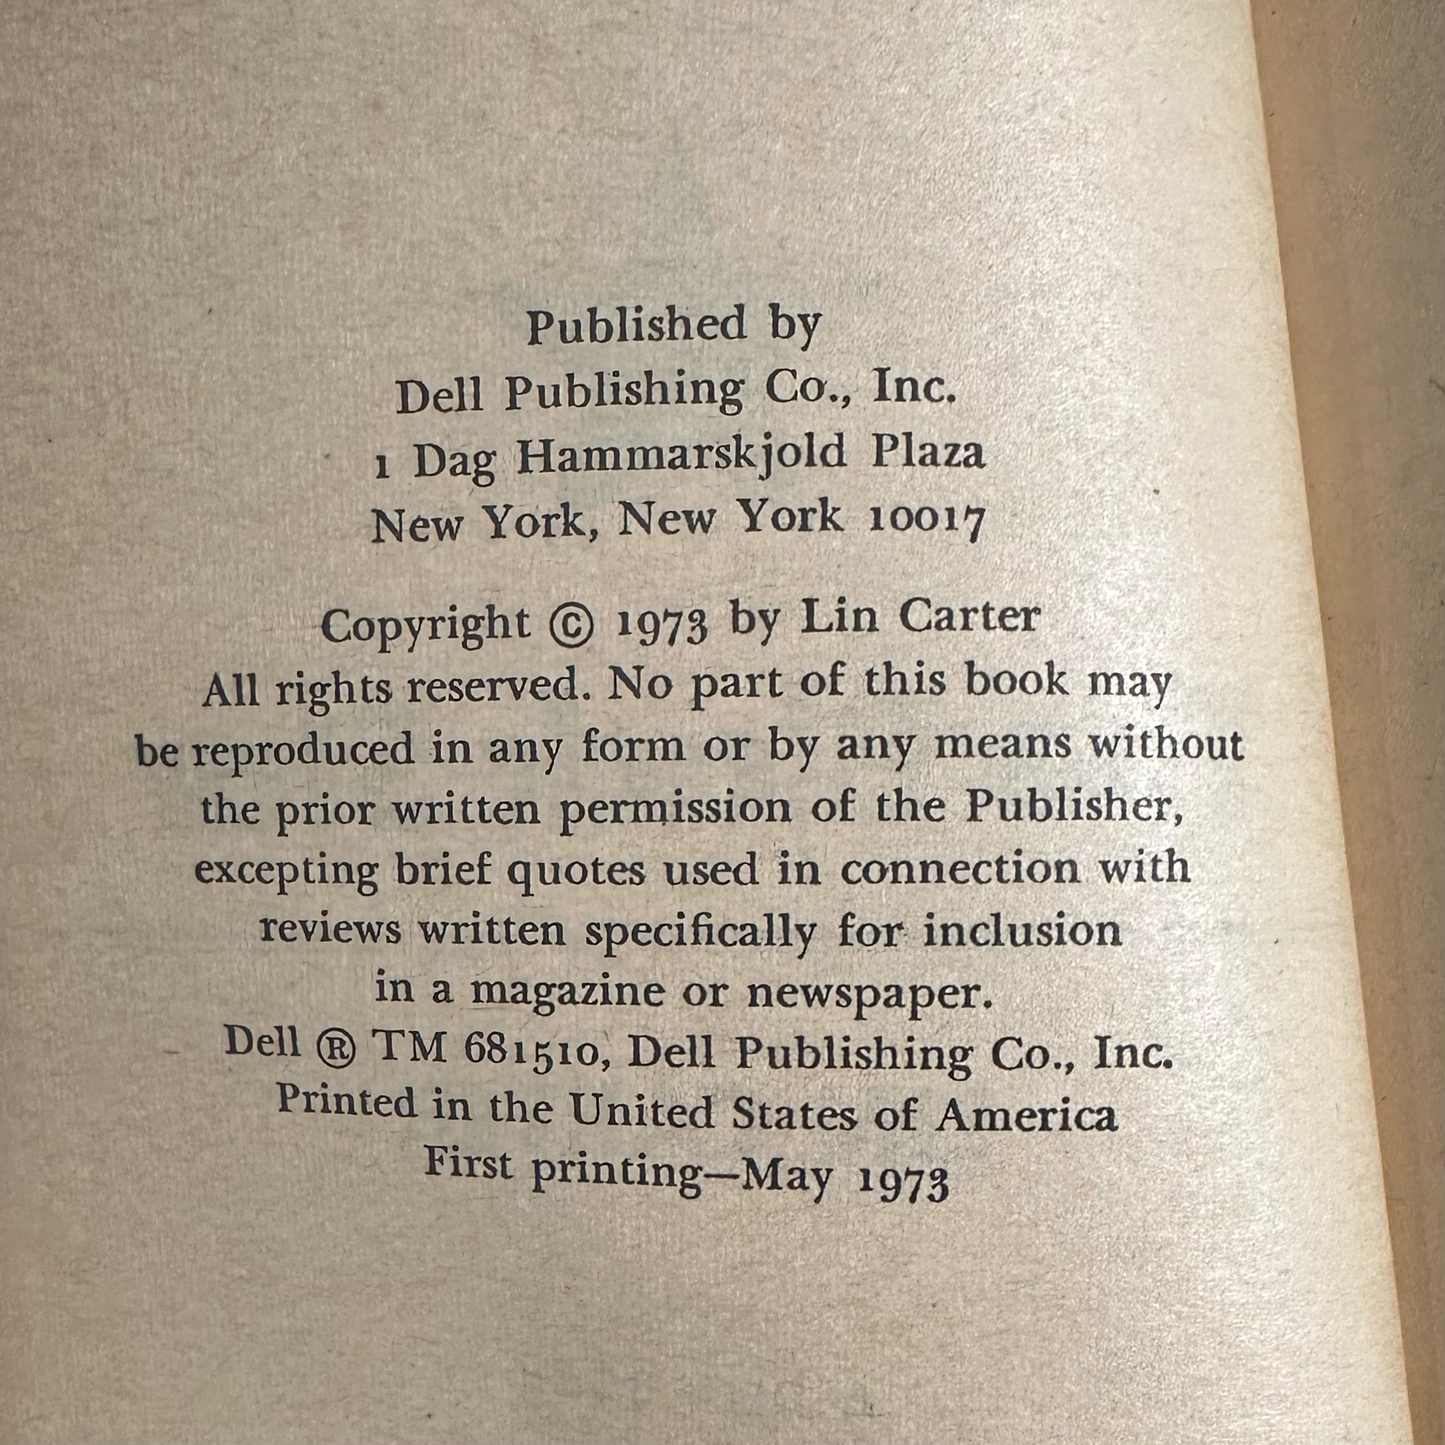 Published by
Dell Publishing Co., Inc.
1 Dag Hammarskjold Plaza
New York, New York 10017
Copyright © 1973 by Lin Carter
All rights reserved. No part of this book may
be reproduced in any form or by any means without
the prior written permission of the Publisher,
excepting brief quotes used in connection with
reviews written specifically for inclusion
in a magazine or newspaper.
Dell ® TM 681510, Dell Publishing Co., Inc.
Printed in the United States of America
First printing—May 1973